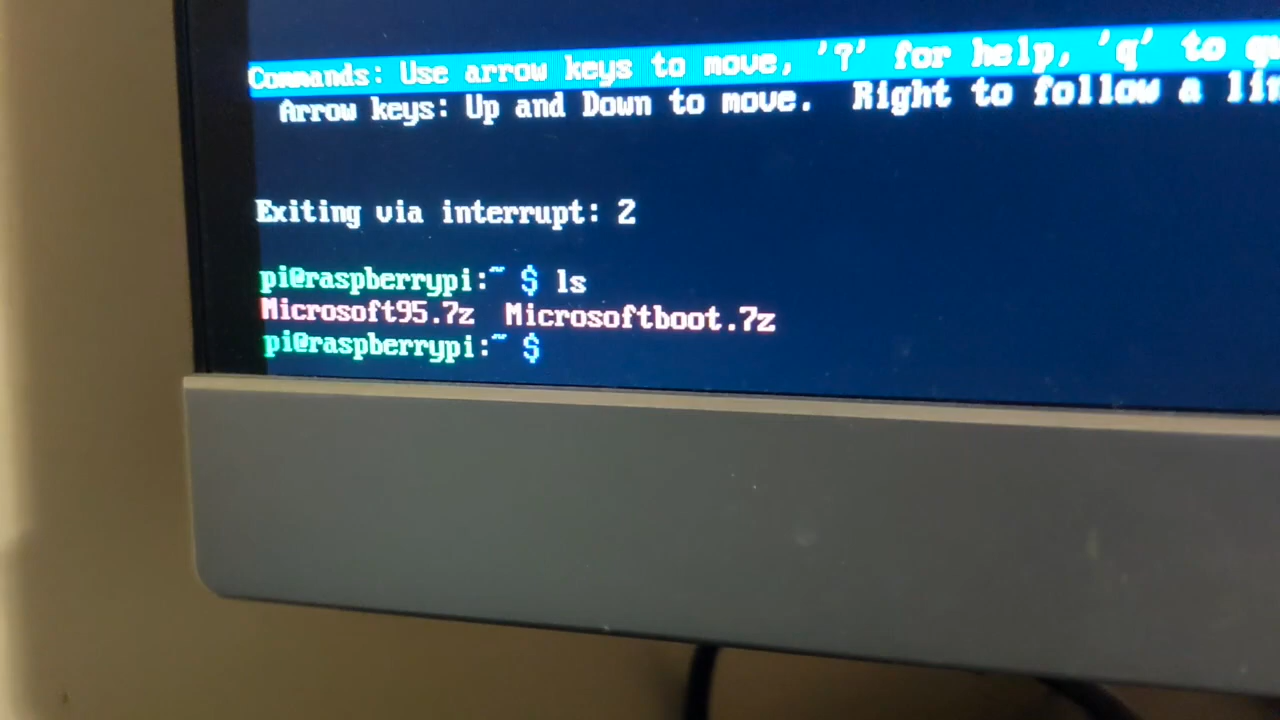 Commands: Use arrow keys to move, '?' for help, 'q' to
Arrow keys: Up and Down to move. Right to follow a
Exiting via interrupt: 2
pi@raspberrypi:~ $ ls
Microsoft95.7z Microsoftboot.7z
pi@raspberrypi:~ $